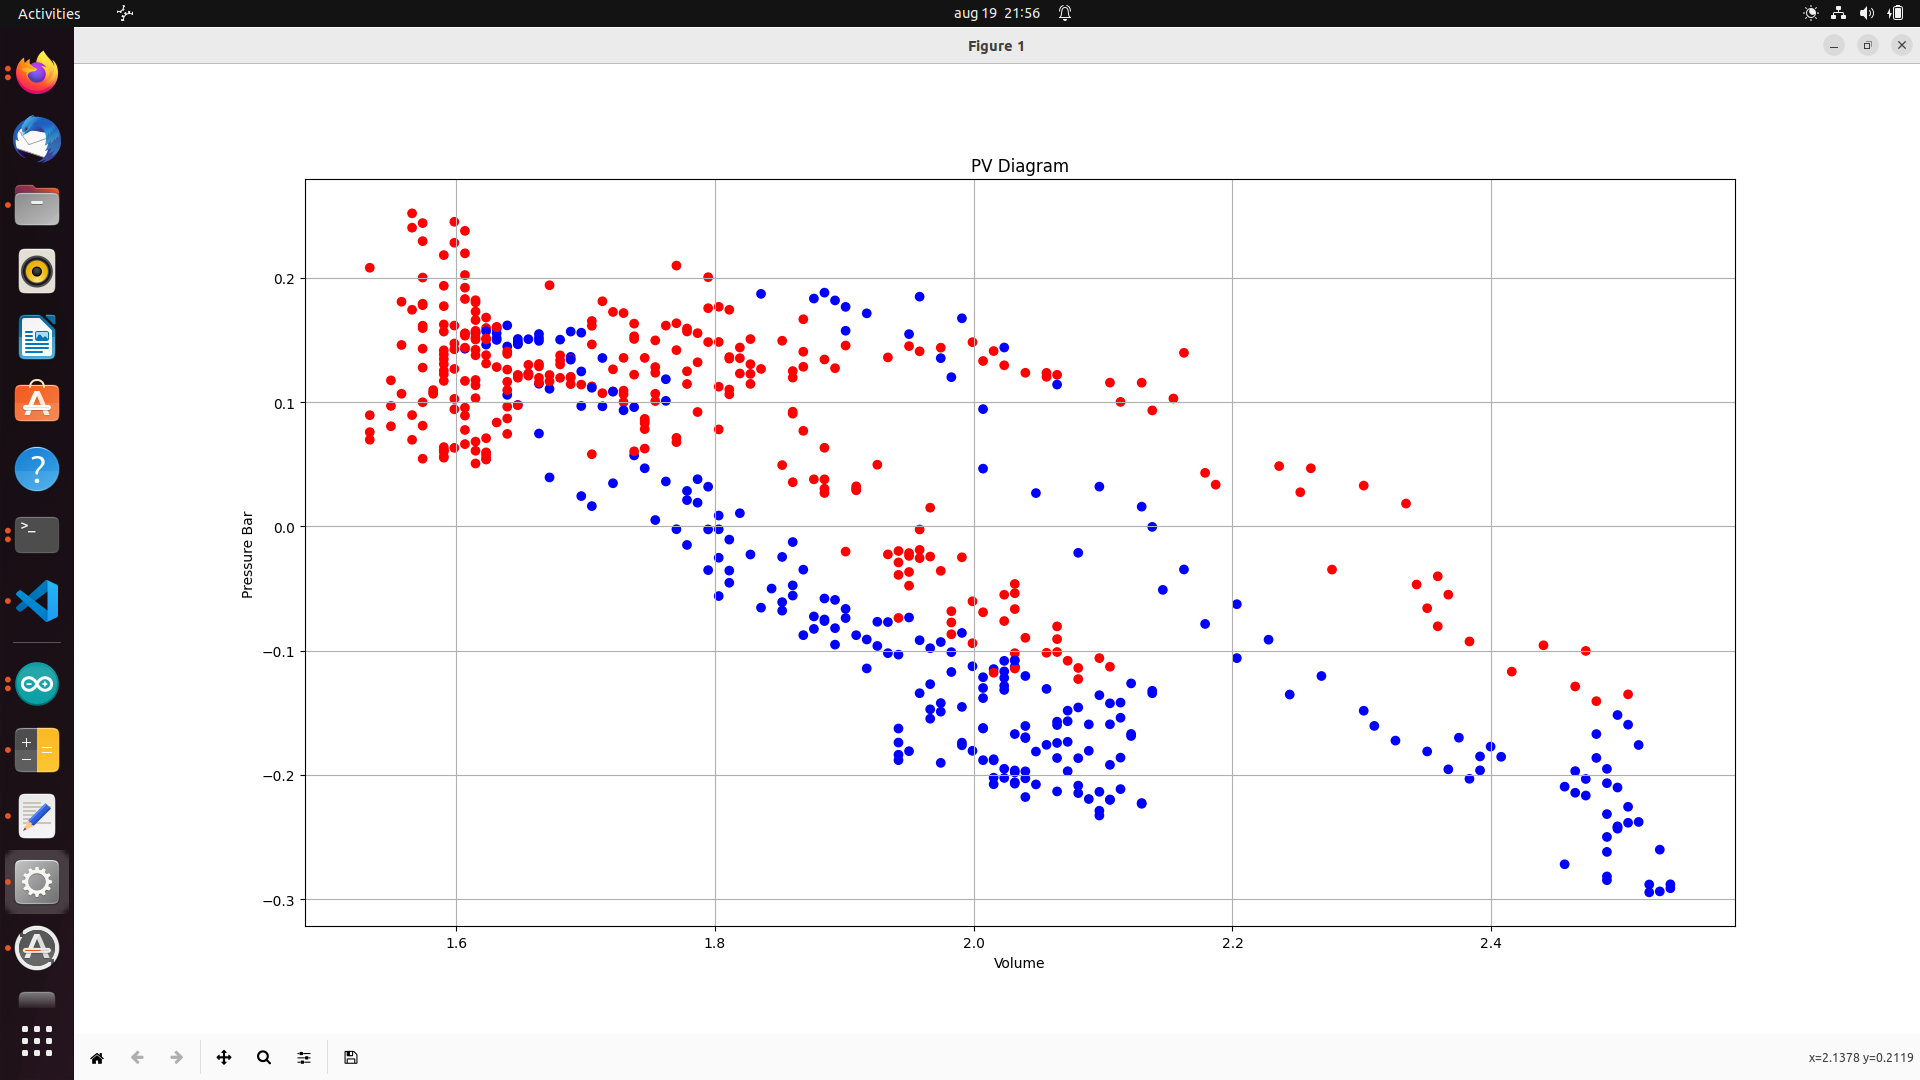 Activities
aug 19 21:56
Figure 1
PV Diagram
0.2
0.1
0.0
−0.1
−0.2
−0.3
Pressure Bar
1.6 1.8 2.0 2.2 2.4
Volume
x=2.1378 y=0.2119